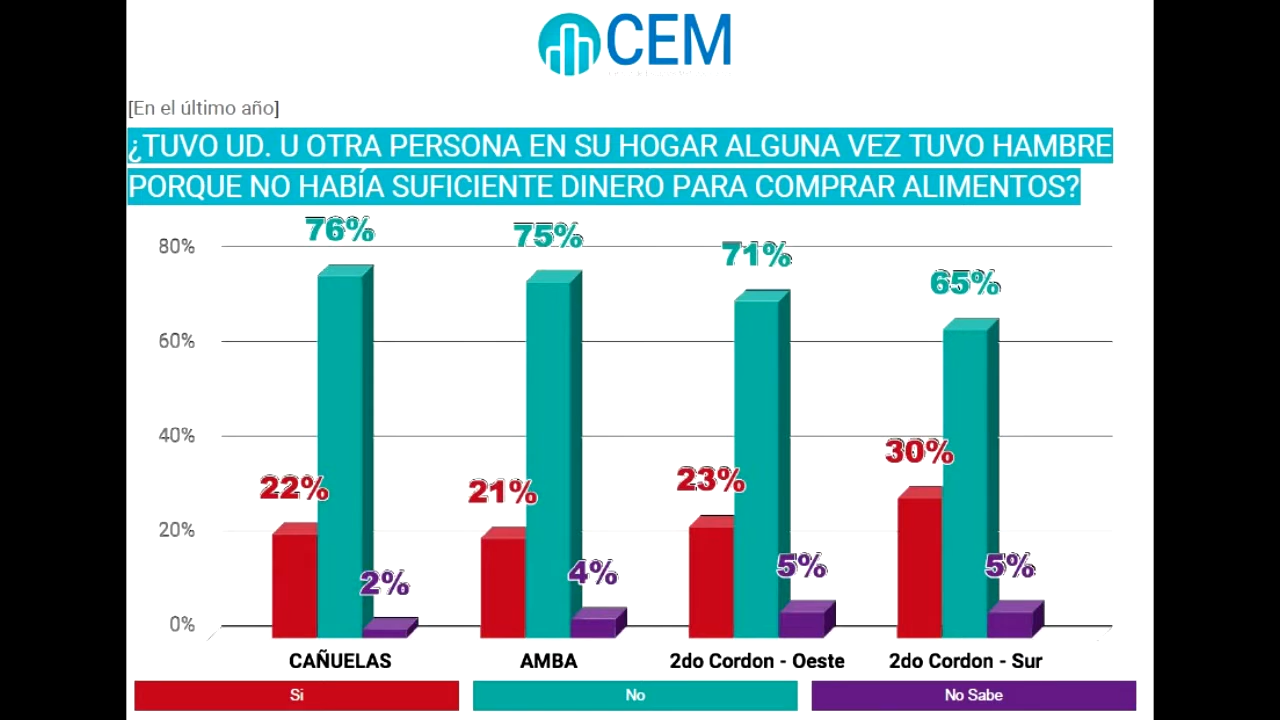 CEM
[En el último año]
¿TUVO UD. U OTRA PERSONA EN SU HOGAR ALGUNA VEZ TUVO HAMBRE
PORQUE NO HABÍA SUFICIENTE DINERO PARA COMPRAR ALIMENTOS?
76% 75% 71% 65%
80%
60%
40%
22% 21% 23% 30%
20%
2% 4% 5% 5%
0%
CAÑUELAS AMBA 2do Cordon - Oeste 2do Cordon - Sur
Si No No Sabe